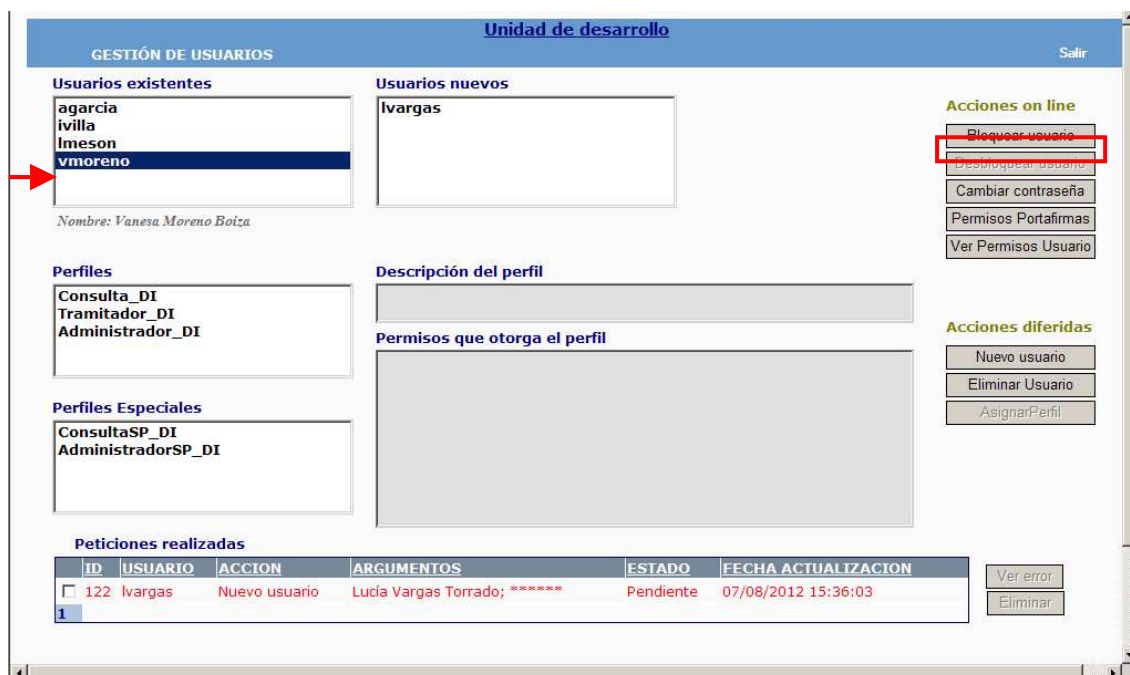 Unidad de desarrollo
GESTIÓN DE USUARIOS
Salir
Usuarios existentes
agarcia
ivilla
lmeson
vmoreno
Nombre: Vanesa Moreno Boiza
Usuarios nuevos
lvargas
Acciones on line
Bloquear usuario
Desbloquear usuario
Cambiar contraseña
Permisos Portafirmas
Ver Permisos Usuario
Perfiles
Consulta_DI
Tramitador_DI
Administrador_DI
Descripción del perfil
Permisos que otorga el perfil
Acciones diferidas
Nuevo usuario
Eliminar Usuario
AsignarPerfil
Perfiles Especiales
ConsultaSP_DI
AdministradorSP_DI
Peticiones realizadas
ID USUARIO ACCION ARGUMENTOS ESTADO FECHA ACTUALIZACION
122 lvargas Nuevo usuario Lucía Vargas Torrado; ****** Pendiente 07/08/2012 15:36:03
1
Ver error
Eliminar